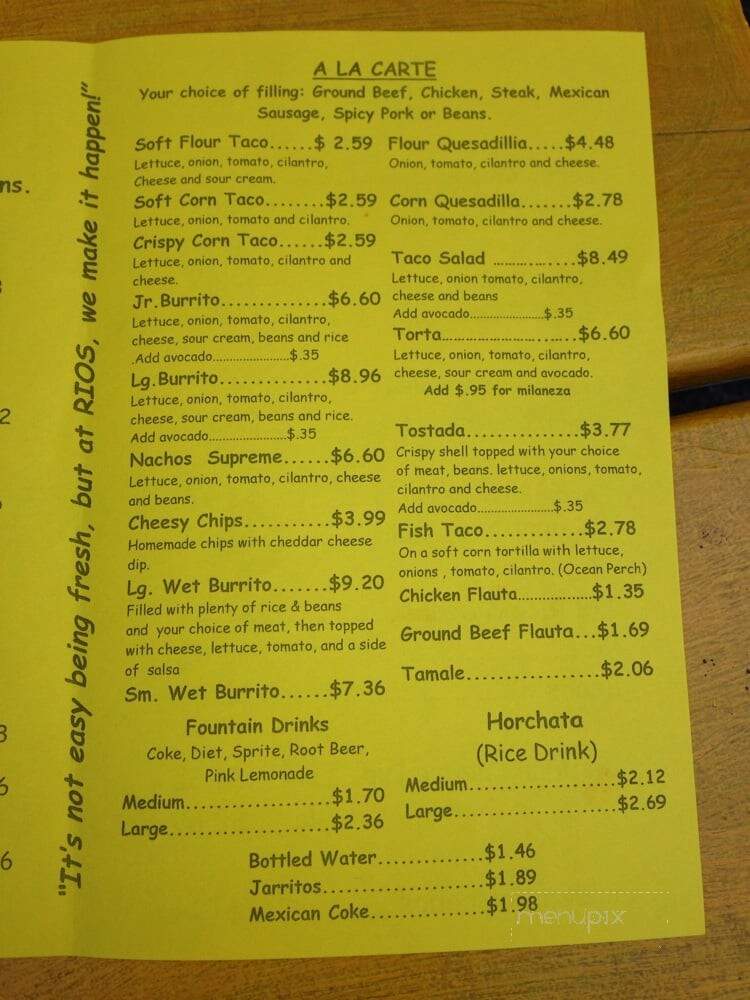 A LA CARTE
Your choice of filling: Ground Beef, Chicken, Steak, Mexican
Sausage, Spicy Pork or Beans.
Soft Flour Taco......$ 2.59
Lettuce, onion, tomato, cilantro,
Cheese and sour cream.
Soft Corn Taco........$2.59
Lettuce, onion, tomato and cilantro.
Crispy Corn Taco......$2.59
Lettuce, onion, tomato, cilantro and
cheese.
Jr.Burrito..............$6.60
Lettuce, onion, tomato, cilantro,
cheese, sour cream, beans and rice
.Add avocado......................$.35
Lg.Burrito..............$8.96
Lettuce, onion, tomato, cilantro,
cheese, sour cream, beans and rice.
Add avocado.........................$.35
Nachos Supreme......$6.60
Lettuce, onion, tomato, cilantro, cheese
and beans.
Cheesy Chips...........$3.99
Homemade chips with cheddar cheese
dip.
Lg. Wet Burrito.......$9.20
Filled with plenty of rice & beans
and your choice of meat, then topped
with cheese, lettuce, tomato, and a side
of salsa
Sm. Wet Burrito......$7.36
Flour Quesadillia.....$4.48
Onion, tomato, cilantro and cheese.
Corn Quesadilla.......$2.78
Onion, tomato, cilantro and cheese.
Taco Salad ................$8.49
Lettuce, onion tomato, cilantro,
cheese and beans
Add avocado.......................$.35
Torta.............................$6.60
Lettuce, onion, tomato, cilantro,
cheese, sour cream and avocado.
Add $.95 for milaneza
Tostada...............$3.77
Crispy shell topped with your choice
of meat, beans. lettuce, onions, tomato,
cilantro and cheese.
Add avocado.......................$.35
Fish Taco.............$2.78
On a soft corn tortilla with lettuce,
onions , tomato, cilantro. (Ocean Perch)
Chicken Flauta...................$1.35
Ground Beef Flauta...$1.69
Tamale.................$2.06
Fountain Drinks
Coke, Diet, Sprite, Root Beer,
Pink Lemonade
Medium...................$1.70
Large.....................$2.36
Horchata
(Rice Drink)
Medium...................$2.12
Large.....................$2.69
Bottled Water.............$1.46
Jarritos.....................$1.89
Mexican Coke..............$1.98
"It's not easy being fresh, but at RIOS, we make it happen!"
ns.
2
3
6
6
menupix